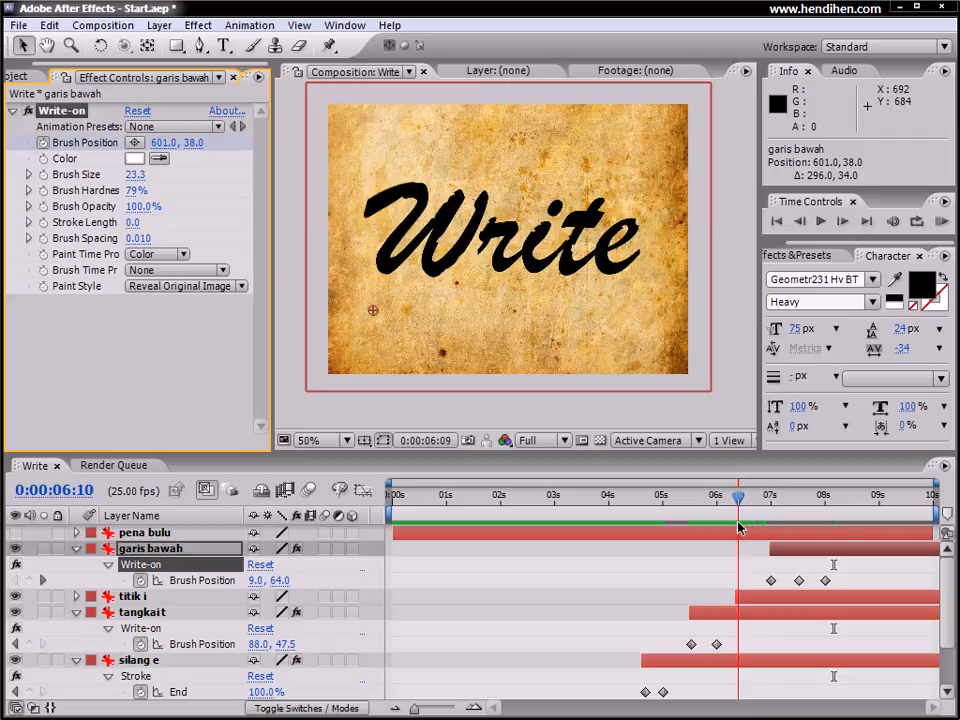 Adobe After Effects - Start.aep *
www.hendihen.com
File Edit Composition Layer Effect Animation View Window Help
Workspace: Standard
oject Effect Controls: garis bawah
Composition: Write
Layer: (none)
Footage: (none)
Info Audio
Write * garis bawah
Write-on Reset About...
Animation Presets: None
Brush Position 601.0, 38.0
Color
Brush Size 23.3
Brush Hardnes 79%
Brush Opacity 100.0%
Stroke Length 0.0
Brush Spacing 0.010
Paint Time Pro Color
Brush Time Pr None
Paint Style Reveal Original Image
Write
R:
G:
B:
A: 0
X: 692
Y: 684
garis bawah
Position: 601.0, 38.0
Δ: 296.0, 34.0
Time Controls
ffects&Presets Character
Geometr231 Hv BT
Heavy
75 px 24 px
Metrics -34
- px
100 % 100 %
0 px 0 %
50% 0:00:06:09 Full Active Camera 1 View
Write Render Queue
0:00:06:10 (25.00 fps)
:00s 01s 02s 03s 04s 05s 06s 07s 08s 09s 10s
# Layer Name
pena bulu
garis bawah
Write-on Reset
Brush Position 9.0, 64.0
titik i
tangkai t
Write-on Reset
Brush Position 88.0, 47.5
silang e
Stroke Reset
End 100.0%
Toggle Switches / Modes